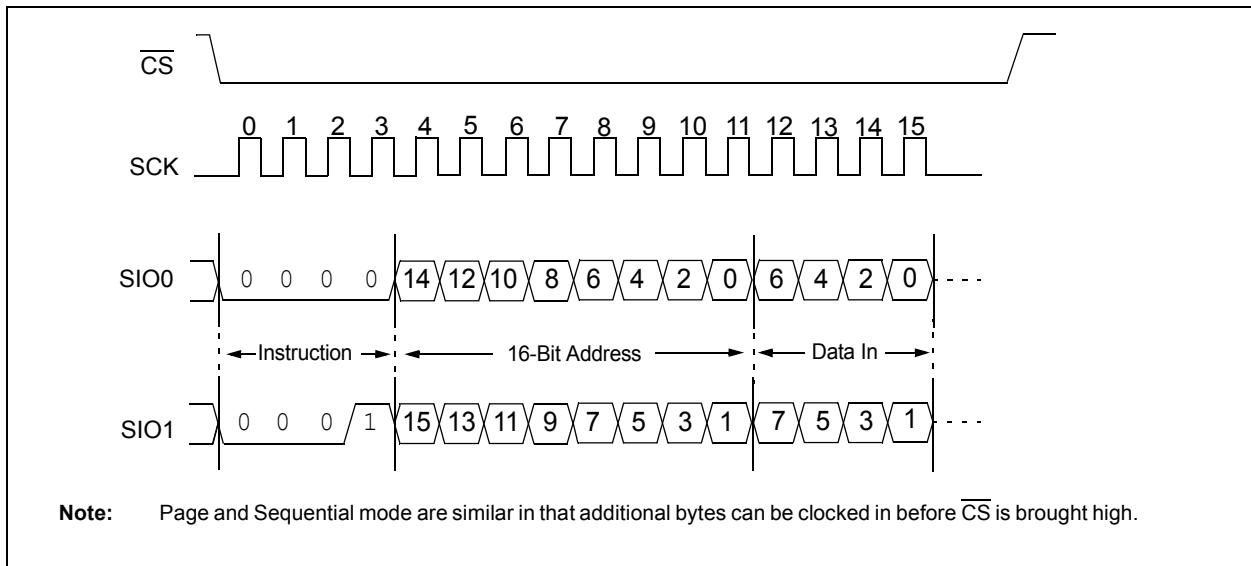 CS
0 1 2 3 4 5 6 7 8 9 10 11 12 13 14 15
SCK
SIO0 0 0 0 0 14 12 10 8 6 4 2 0 6 4 2 0
Instruction 16-Bit Address Data In
SIO1 0 0 0 1 15 13 11 9 7 5 3 1 7 5 3 1
Note: Page and Sequential mode are similar in that additional bytes can be clocked in before CS is brought high.